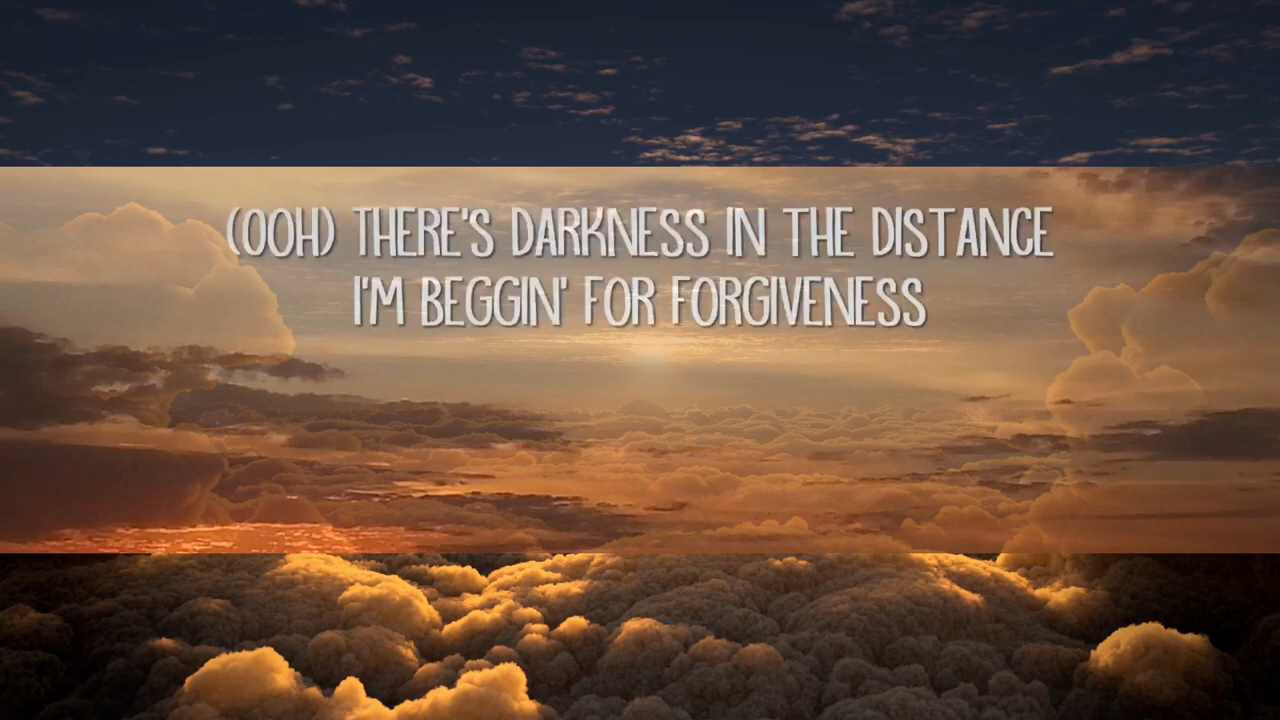 (OOH) THERE'S DARKNESS IN THE DISTANCE
I'M BEGGIN' FOR FORGIVENESS